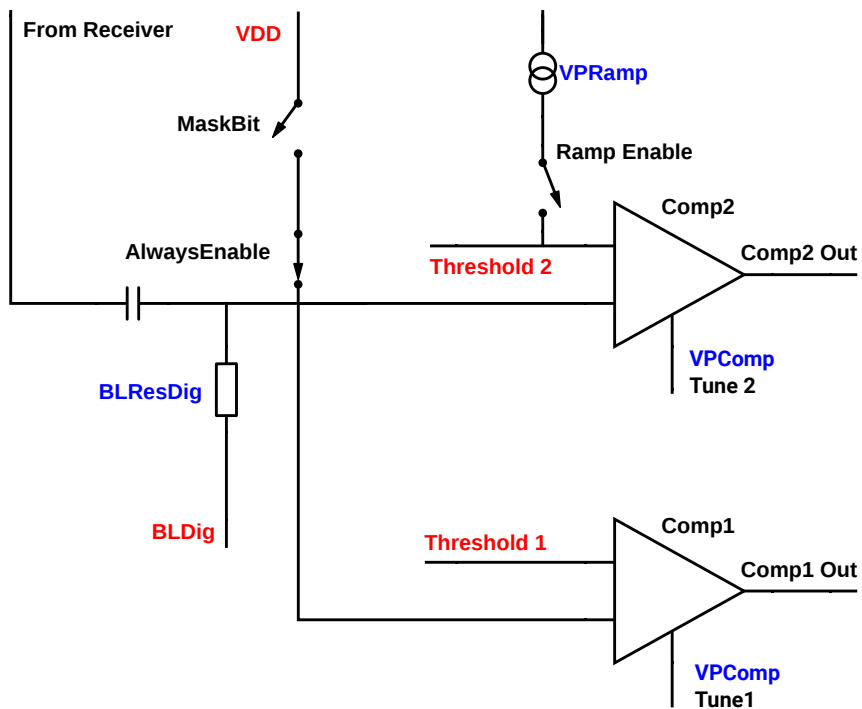 From Receiver
VDD
VPRamp
MaskBit
Ramp Enable
Comp2
AlwaysEnable
Threshold 2
Comp2 Out
VPComp
Tune 2
BLResDig
BLDig
Threshold 1
Comp1
Comp1 Out
VPComp
Tune1